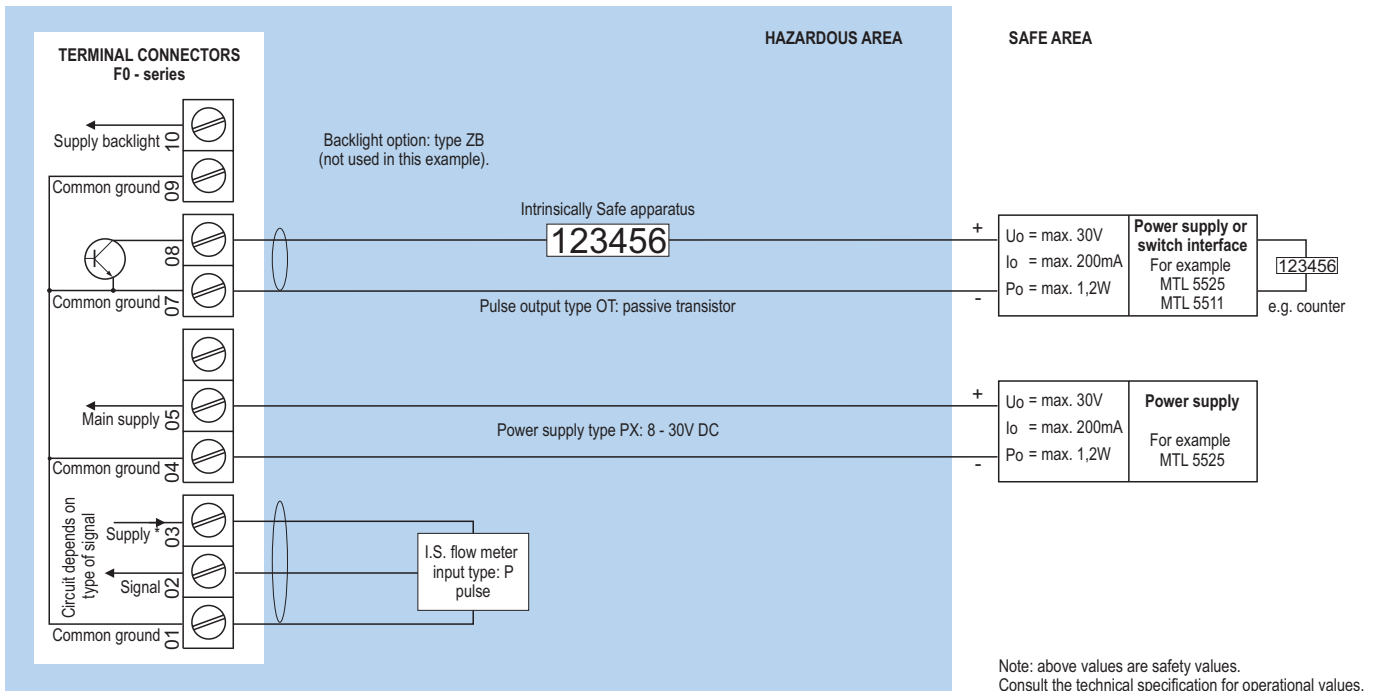 HAZARDOUS AREA
SAFE AREA
TERMINAL CONNECTORS
F0 - series
Supply backlight
10
Backlight option: type ZB
(not used in this example).
Common ground
09
Intrinsically Safe apparatus
123456
08
Common ground
07
Pulse output type OT: passive transistor
+
-
Uo = max. 30V
Io = max. 200mA
Po = max. 1,2W
Power supply or
switch interface
For example
MTL 5525
MTL 5511
123456
e.g. counter
Main supply
05
Power supply type PX: 8 - 30V DC
Common ground
04
+
-
Uo = max. 30V
Io = max. 200mA
Po = max. 1,2W
Power supply
For example
MTL 5525
Circuit depends on
type of signal
Supply *
03
Signal
02
Common ground
01
I.S. flow meter
input type: P
pulse
Note: above values are safety values.
Consult the technical specification for operational values.